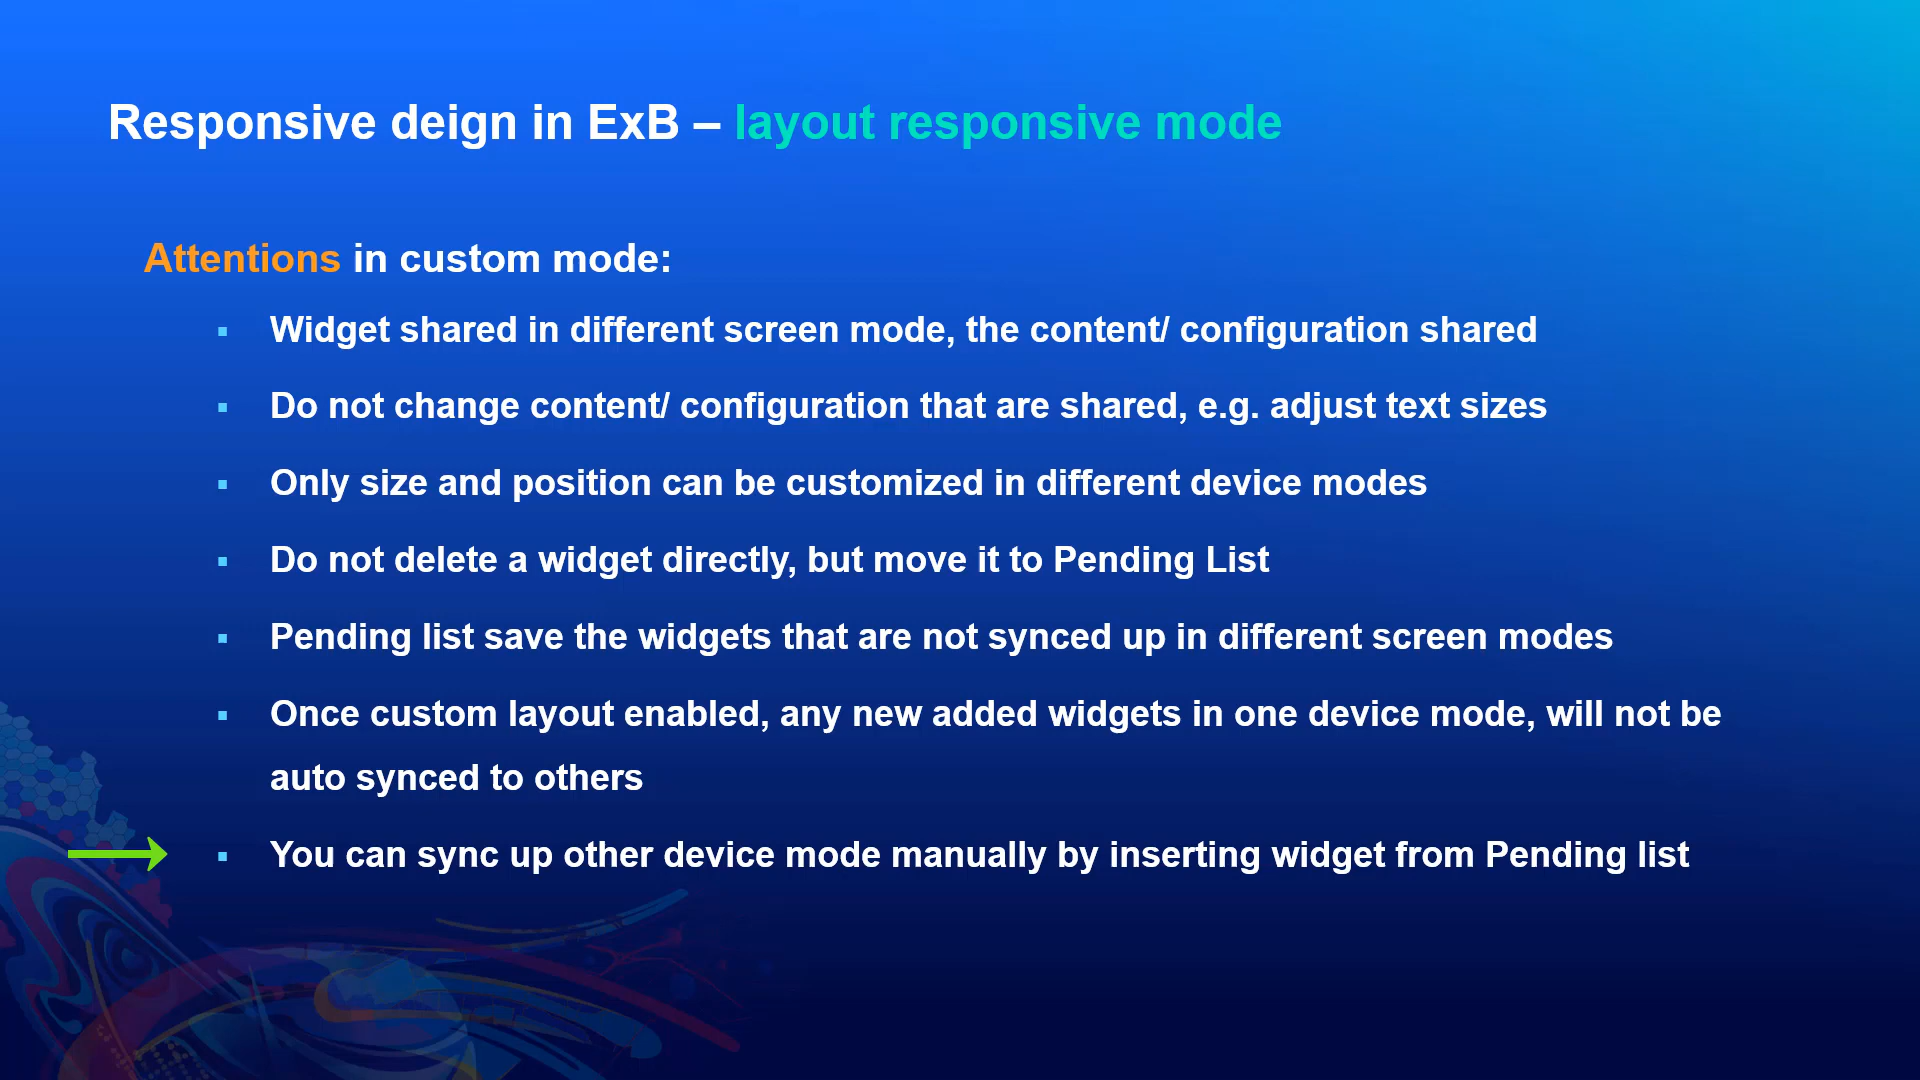 Responsive deign in ExB – layout responsive mode
Attentions in custom mode:
▪ Widget shared in different screen mode, the content/ configuration shared
▪ Do not change content/ configuration that are shared, e.g. adjust text sizes
▪ Only size and position can be customized in different device modes
▪ Do not delete a widget directly, but move it to Pending List
▪ Pending list save the widgets that are not synced up in different screen modes
▪ Once custom layout enabled, any new added widgets in one device mode, will not be
auto synced to others
▪ You can sync up other device mode manually by inserting widget from Pending list